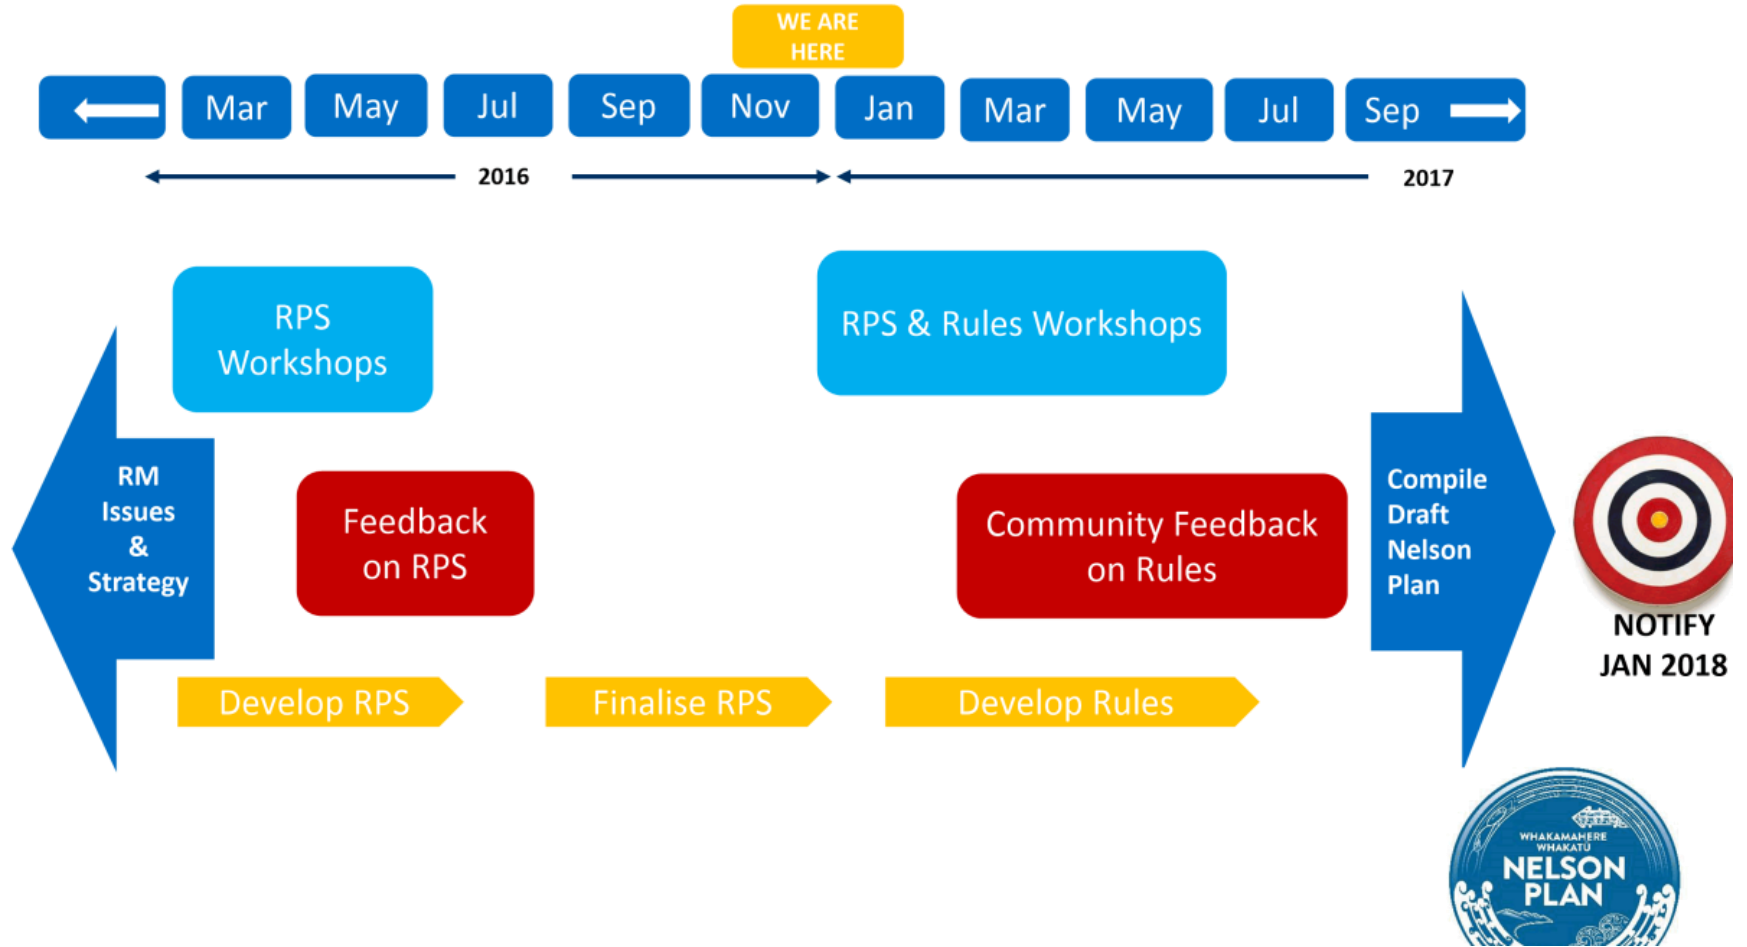 WE ARE
HERE
Mar May Jul Sep Nov Jan Mar May Jul Sep
2016 2017
RPS
Workshops
RPS & Rules Workshops
RM
Issues
&
Strategy
Feedback
on RPS
Community Feedback
on Rules
Compile
Draft
Nelson
Plan
NOTIFY
JAN 2018
Develop RPS
Finalise RPS
Develop Rules
WHAKAMAHERE
WHAKATŪ
NELSON
PLAN